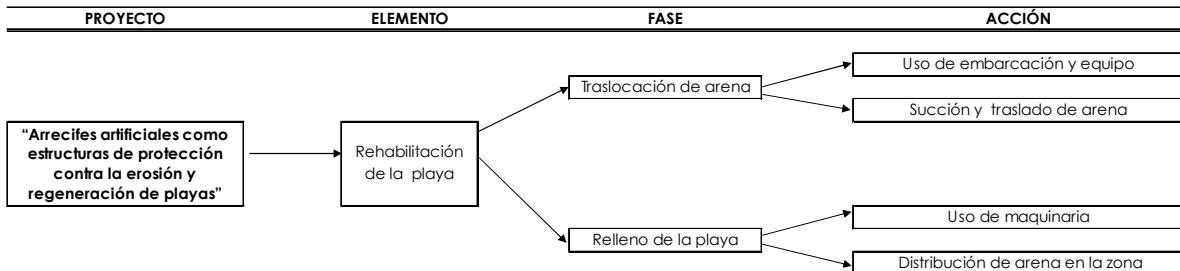 PROYECTO ELEMENTO FASE ACCIÓN
Uso de embarcación y equipo
Traslocación de arena
Succión y traslado de arena
“Arrecifes artificiales como
estructuras de protección
contra la erosión y
regeneración de playas”
Rehabilitación
de la playa
Uso de maquinaria
Relleno de la playa
Distribución de arena en la zona